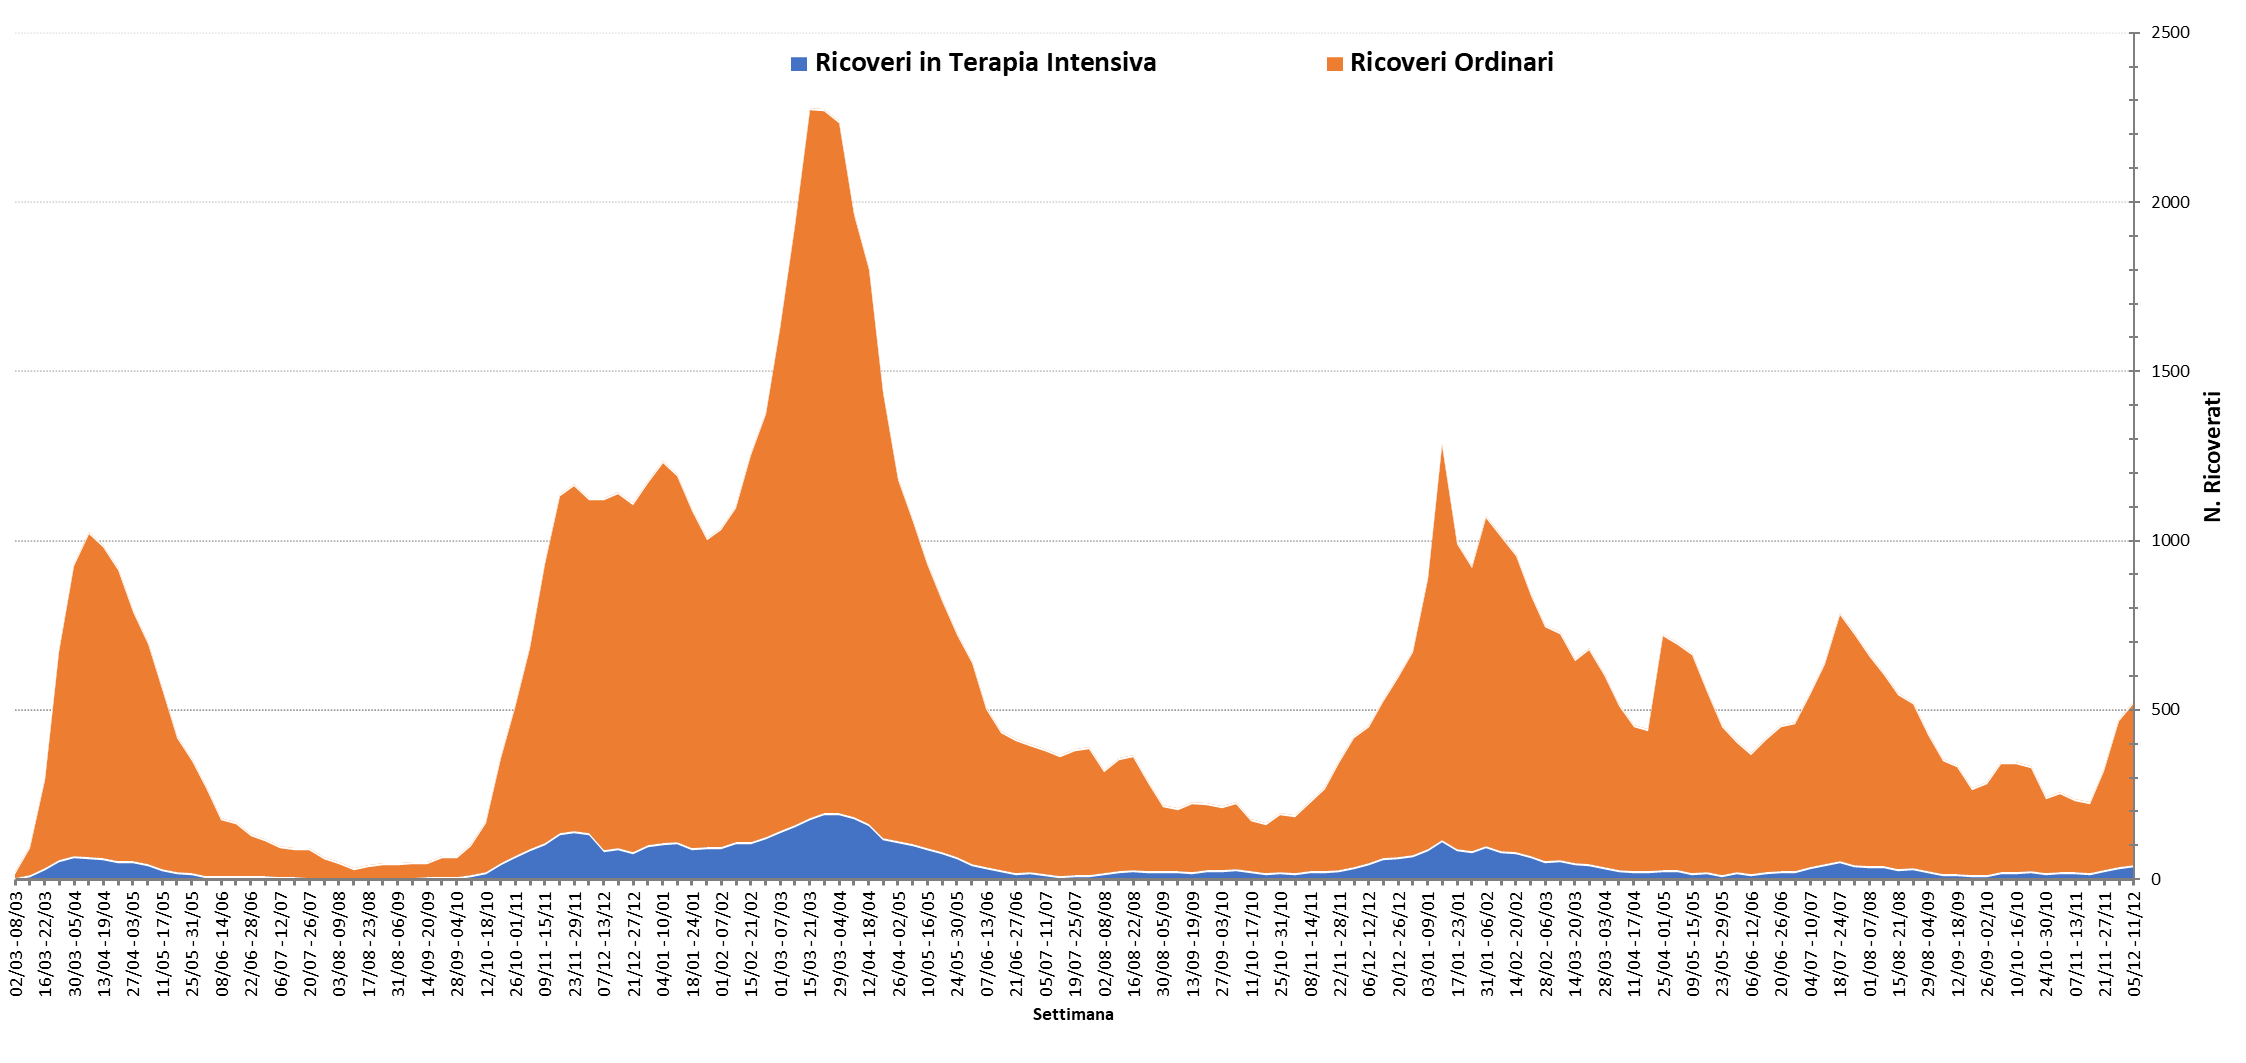 Ricoveri in Terapia Intensiva
Ricoveri Ordinari
2500
2000
1500
1000
500
0
N. Ricoverati
02/03 - 08/03
16/03 - 22/03
30/03 - 05/04
13/04 - 19/04
27/04 - 03/05
11/05 - 17/05
25/05 - 31/05
08/06 - 14/06
22/06 - 28/06
06/07 - 12/07
20/07 - 26/07
03/08 - 09/08
17/08 - 23/08
31/08 - 06/09
14/09 - 20/09
28/09 - 04/10
12/10 - 18/10
26/10 - 01/11
09/11 - 15/11
23/11 - 29/11
07/12 - 13/12
21/12 - 27/12
04/01 - 10/01
18/01 - 24/01
01/02 - 07/02
15/02 - 21/02
01/03 - 07/03
15/03 - 21/03
29/03 - 04/04
12/04 - 18/04
26/04 - 02/05
10/05 - 16/05
24/05 - 30/05
07/06 - 13/06
21/06 - 27/06
05/07 - 11/07
19/07 - 25/07
02/08 - 08/08
16/08 - 22/08
30/08 - 05/09
13/09 - 19/09
27/09 - 03/10
11/10 - 17/10
25/10 - 31/10
08/11 - 14/11
22/11 - 28/11
06/12 - 12/12
20/12 - 26/12
03/01 - 09/01
17/01 - 23/01
31/01 - 06/02
14/02 - 20/02
28/02 - 06/03
14/03 - 20/03
28/03 - 03/04
11/04 - 17/04
25/04 - 01/05
09/05 - 15/05
23/05 - 29/05
06/06 - 12/06
20/06 - 26/06
04/07 - 10/07
18/07 - 24/07
01/08 - 07/08
15/08 - 21/08
29/08 - 04/09
12/09 - 18/09
26/09 - 02/10
10/10 - 16/10
24/10 - 30/10
07/11 - 13/11
21/11 - 27/11
05/12 - 11/12
Settimana